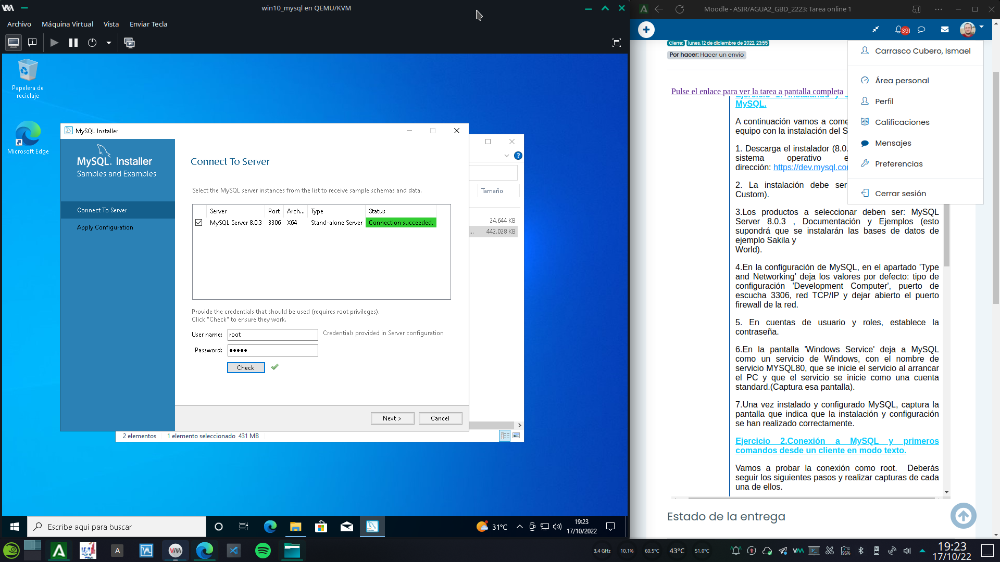 win10_mysql en QEMU/KVM
Archivo Máquina Virtual Vista Enviar Tecla
Papelera de
reciclaje
Microsoft Edge
MySQL Installer
MySQL. Installer
Samples and Examples
Connect To Server
Apply Configuration
Connect To Server
Select the MySQL server instances from the list to receive sample schemas and data.
Server Port Arch... Type Status
MySQL Server 8.0.3 3306 X64 Stand-alone Server Connection succeeded.
Provide the credentials that should be used (requires root privileges).
Click "Check" to ensure they work.
User name: root Credentials provided in Server configuration
Password: •••••
Check
Next > Cancel
Tamaño
24.644 KB
... 442.028 KB
2 elementos 1 elemento seleccionado 431 MB
Escribe aquí para buscar
31°C
19:23
17/10/2022
Moodle - ASIR/AGUA2_GBD_2223: Tarea online 1
391
Cierre: lunes, 12 de diciembre de 2022, 23:55
Por hacer: Hacer un envío
Carrasco Cubero, Ismael
Área personal
Perfil
Calificaciones
Mensajes
Preferencias
Cerrar sesión
Pulse el enlace para ver la tarea a pantalla completa
MySQL.
A continuación vamos a come
equipo con la instalación del S
1. Descarga el instalador (8.0.
sistema operativo e
dirección: https://dev.mysql.co
2. La instalación debe ser
Custom).
3.Los productos a seleccionar deben ser: MySQL
Server 8.0.3 , Documentación y Ejemplos (esto
supondrá que se instalarán las bases de datos de
ejemplo Sakila y
World).
4.En la configuración de MySQL, en el apartado 'Type
and Networking' deja los valores por defecto: tipo de
configuración 'Development Computer', puerto de
escucha 3306, red TCP/IP y dejar abierto el puerto
firewall de la red.
5. En cuentas de usuario y roles, establece la
contraseña.
6.En la pantalla 'Windows Service' deja a MySQL
como un servicio de Windows, con el nombre de
servicio MYSQL80, que se inicie el servicio al arrancar
el PC y que el servicio se inicie como una cuenta
standard.(Captura esa pantalla).
7.Una vez instalado y configurado MySQL, captura la
pantalla que indica que la instalación y configuración
se han realizado correctamente.
Ejercicio 2.Conexión a MySQL y primeros
comandos desde un cliente en modo texto.
Vamos a probar la conexión como root. Deberás
seguir los siguientes pasos y realizar capturas de cada
una de ellos.
Estado de la entrega
3,4 GHz 10,1% 60,5°C 43°C 51,0°C
96%
19:23
17/10/22